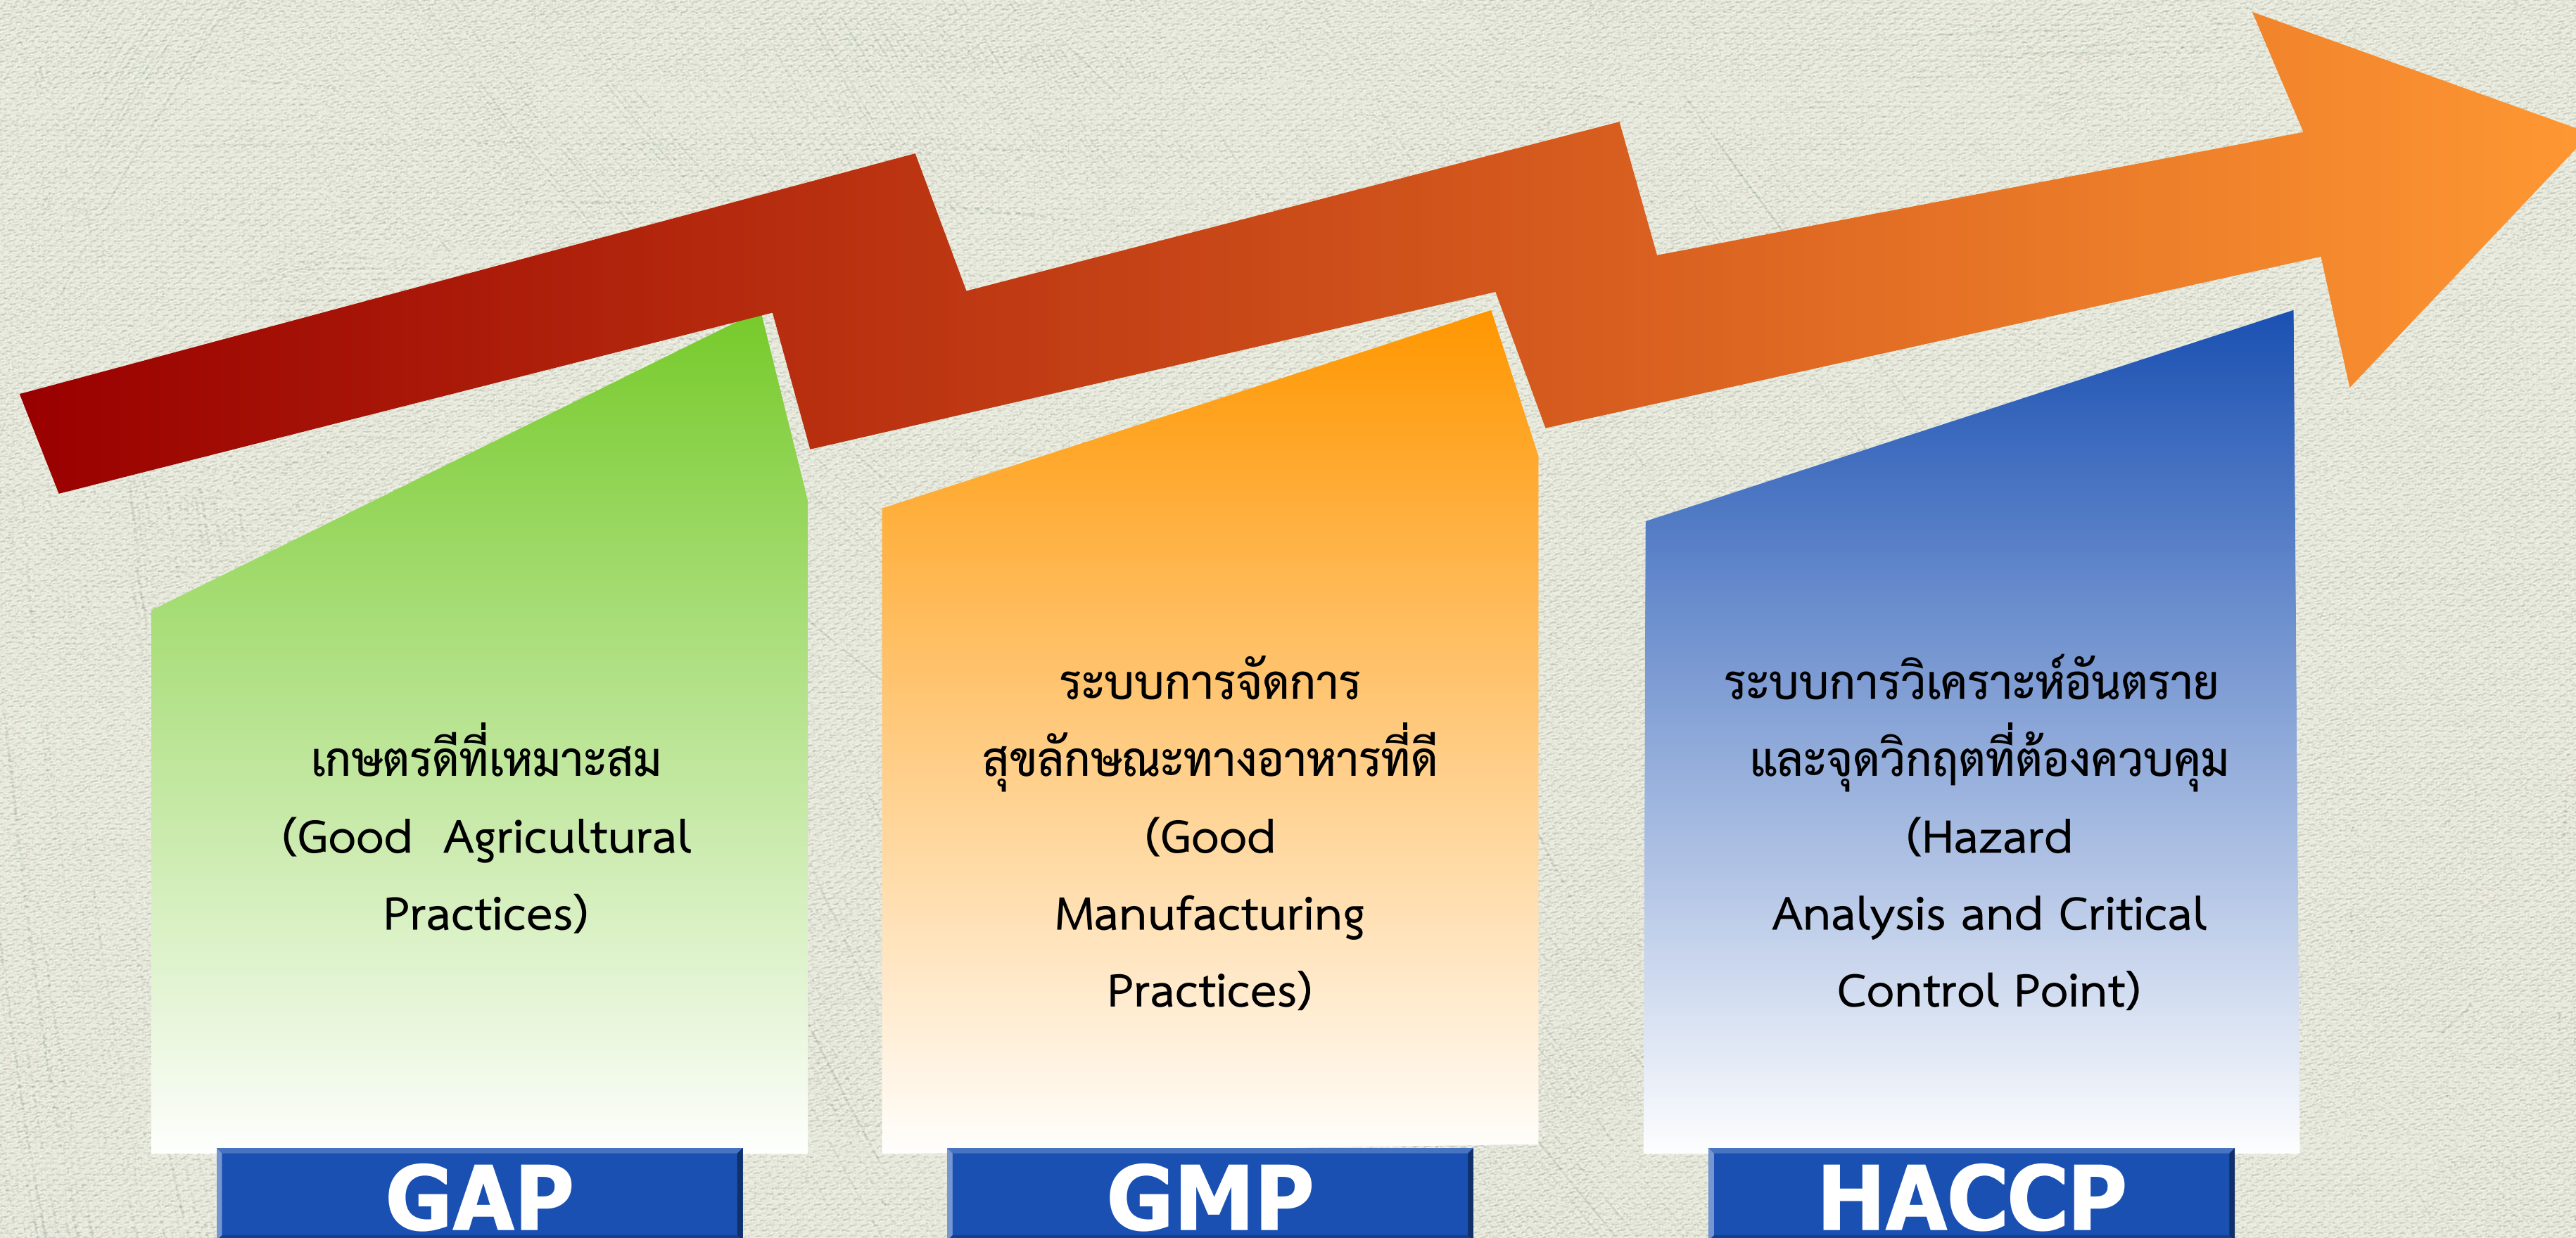 เกษตรดีที่เหมาะสม
(Good Agricultural
Practices)
GAP
ระบบการจัดการ
สุขลักษณะทางอาหารที่ดี
(Good
Manufacturing
Practices)
GMP
ระบบการวิเคราะห์อันตราย
และจุดวิกฤตที่ต้องควบคุม
(Hazard
Analysis and Critical
Control Point)
HACCP